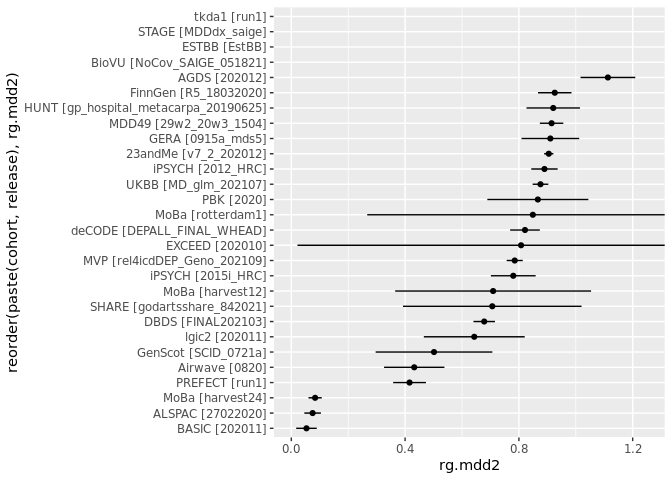 tkda1 [run1]
STAGE [MDDdx_saige]
ESTBB [EstBB]
BioVU [NoCov_SAIGE_051821]
AGDS [202012]
FinnGen [R5_18032020]
HUNT [gp_hospital_metacarpa_20190625]
MDD49 [29w2_20w3_1504]
GERA [0915a_mds5]
23andMe [v7_2_202012]
iPSYCH [2012_HRC]
UKBB [MD_glm_202107]
PBK [2020]
MoBa [rotterdam1]
deCODE [DEPALL_FINAL_WHEAD]
EXCEED [202010]
MVP [rel4icdDEP_Geno_202109]
iPSYCH [2015i_HRC]
MoBa [harvest12]
SHARE [godartsshare_842021]
DBDS [FINAL202103]
lgic2 [202011]
GenScot [SCID_0721a]
Airwave [0820]
PREFECT [run1]
MoBa [harvest24]
ALSPAC [27022020]
BASIC [202011]
reorder(paste(cohort, release), rg.mdd2)
0.0 0.4 0.8 1.2
rg.mdd2